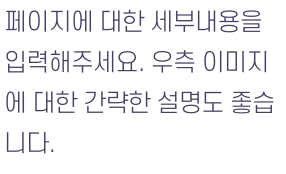 페이지에 대한 세부내용을
입력해주세요. 우측 이미지
에 대한 간략한 설명도 좋습
니다.